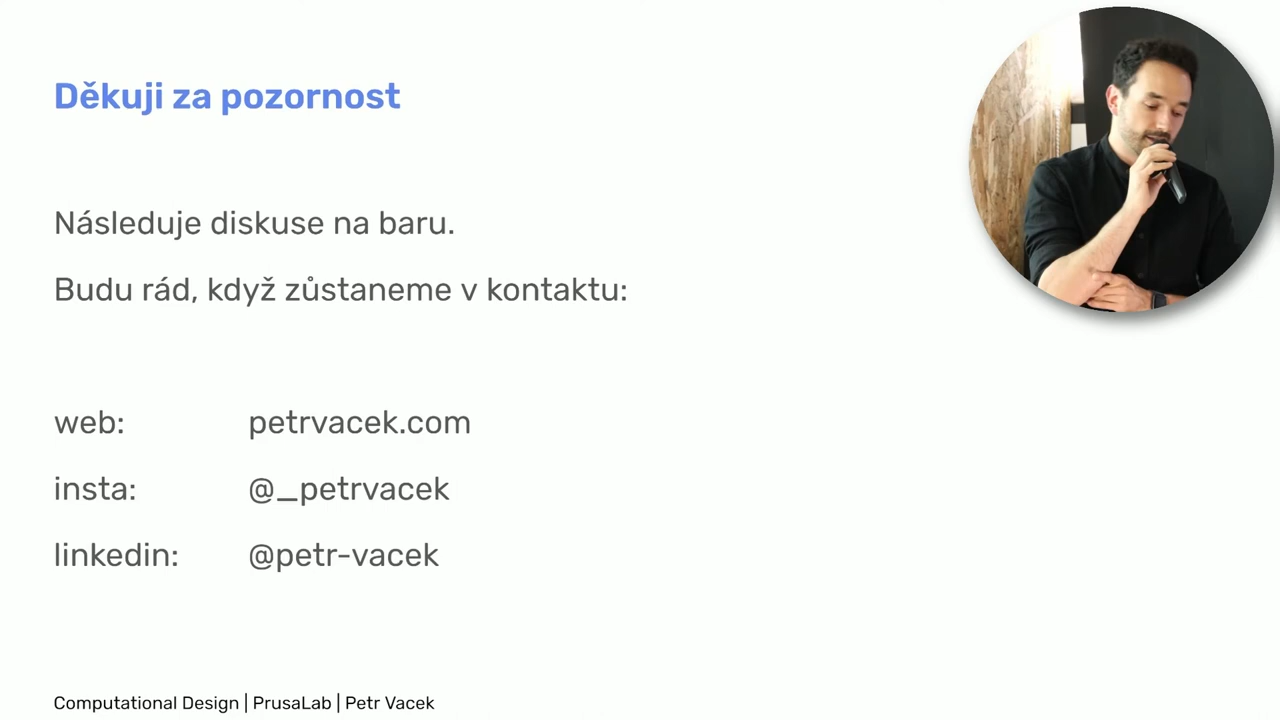 Děkuji za pozornost
Následuje diskuse na baru.
Budu rád, když zůstaneme v kontaktu:
web: petrvacek.com
insta: @_petrvacek
linkedin: @petr-vacek
Computational Design | PrusaLab | Petr Vacek